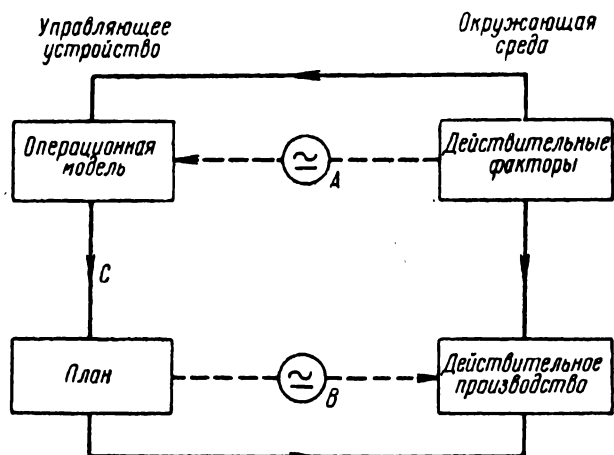 Управляющее
устройство
Окружающая
среда
Операционная
модель
≃
A
Действительные
факторы
C
План
≃
B
Действительное
производство